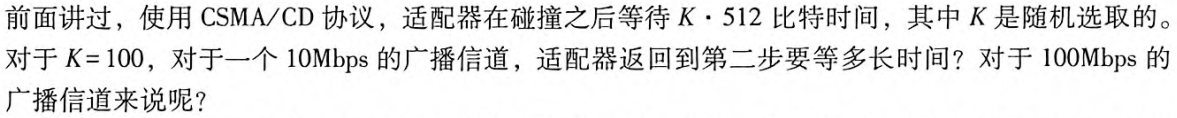 前面讲过，使用 CSMA/CD 协议，适配器在碰撞之后等待 K · 512 比特时间，其中 K 是随机选取的。
对于 K = 100，对于一个 10Mbps 的广播信道，适配器返回到第二步要等多长时间？对于 100Mbps 的
广播信道来说呢？